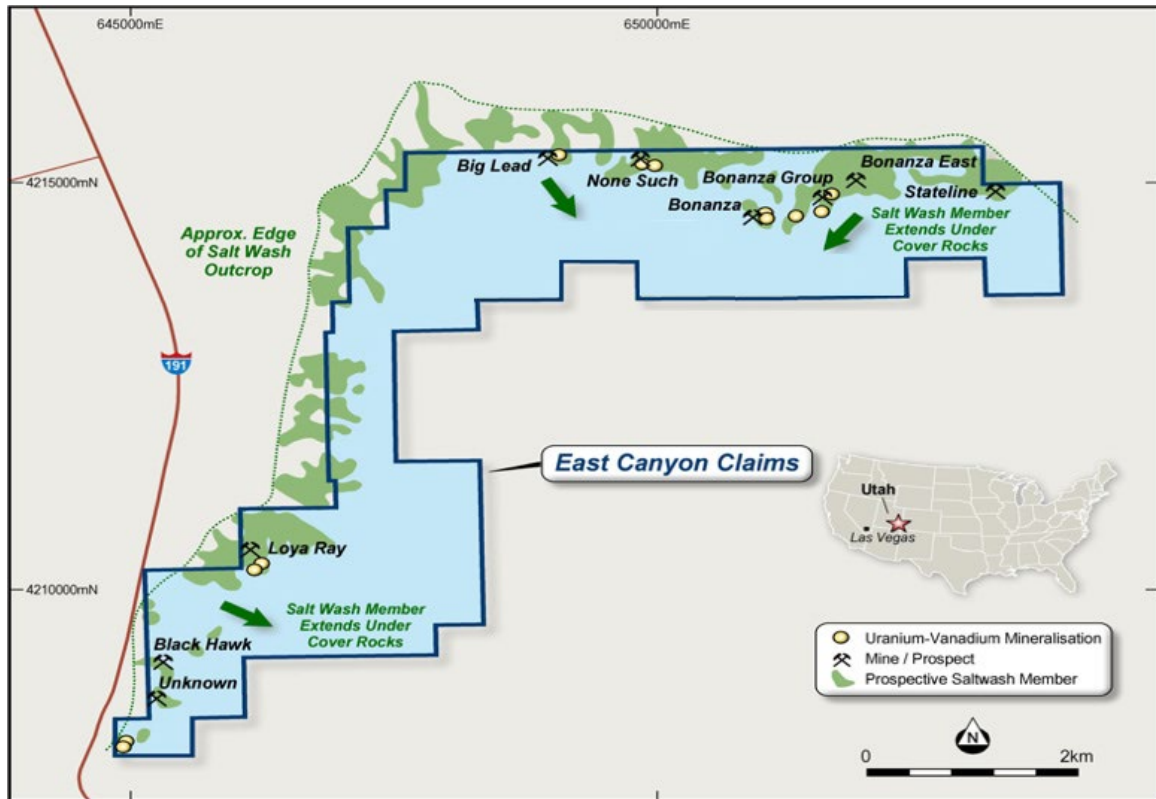 645000mE
650000mE
4215000mN
Big Lead
None Such
Bonanza Group
Bonanza East
Stateline
Bonanza
Salt Wash Member
Extends Under
Cover Rocks
Approx. Edge
of Salt Wash
Outcrop
191
East Canyon Claims
Utah
Las Vegas
Loya Ray
4210000mN
Salt Wash Member
Extends Under
Cover Rocks
Black Hawk
Unknown
Uranium-Vanadium Mineralisation
Mine / Prospect
Prospective Saltwash Member
N
0
2km